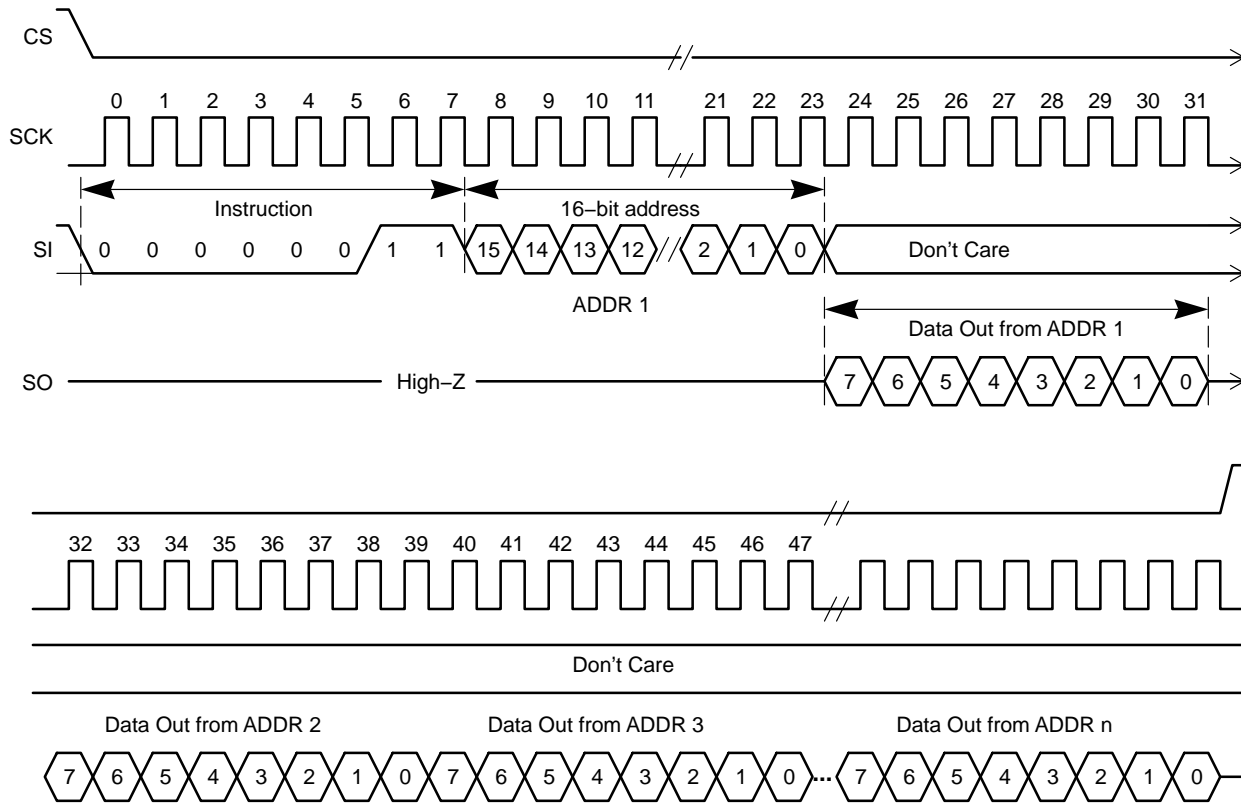 CS
0 1 2 3 4 5 6 7 8 9 10 11 21 22 23 24 25 26 27 28 29 30 31
SCK
Instruction 16–bit address
SI 0 0 0 0 0 0 1 1 15 14 13 12 2 1 0 Don't Care
ADDR 1
Data Out from ADDR 1
SO High–Z 7 6 5 4 3 2 1 0
32 33 34 35 36 37 38 39 40 41 42 43 44 45 46 47
Don't Care
Data Out from ADDR 2 Data Out from ADDR 3 Data Out from ADDR n
7 6 5 4 3 2 1 0 7 6 5 4 3 2 1 0 ... 7 6 5 4 3 2 1 0